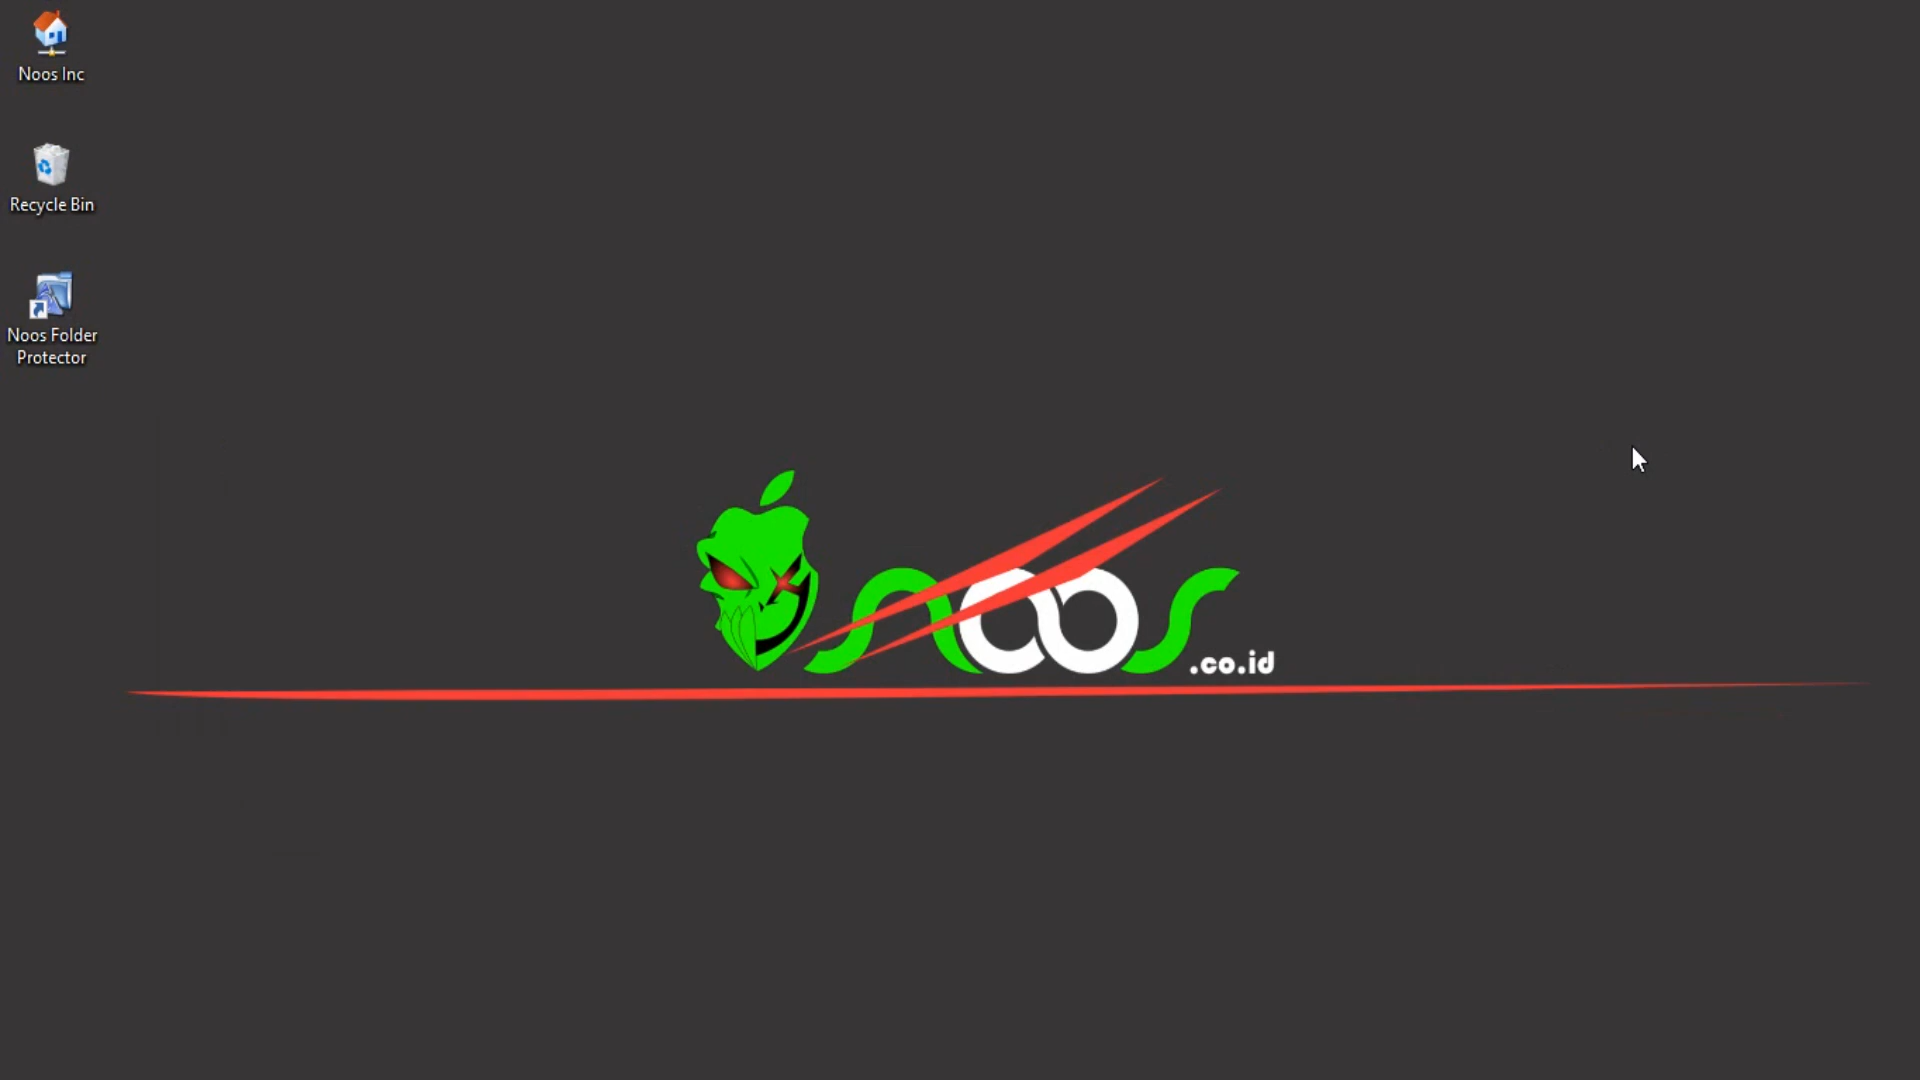 Noos Inc
Recycle Bin
Noos Folder
Protector
noos
.co.id